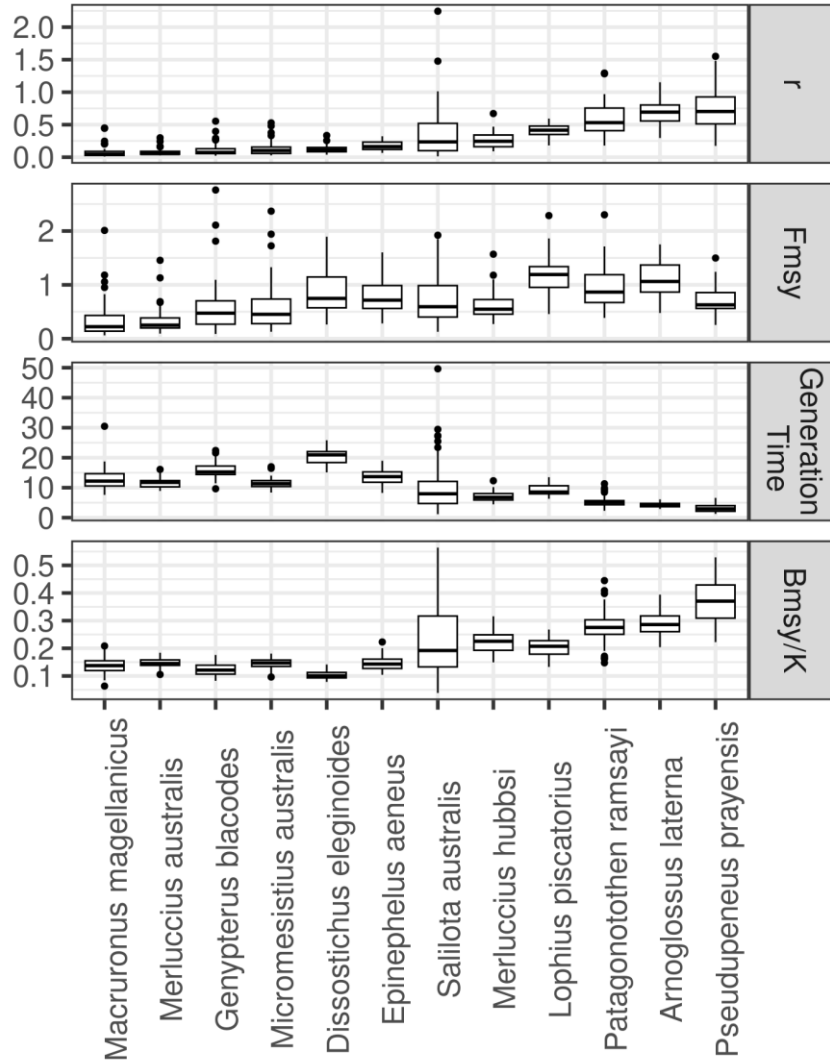 2.0
1.5
1.0
0.5
0.0
r
2
1
0
Fmsy
50
40
30
20
10
0
Generation
Time
0.5
0.4
0.3
0.2
0.1
Bmsy/K
Macruronus magellanicus
Merluccius australis
Genypterus blacodes
Micromesistius australis
Dissostichus eleginoides
Epinephelus aeneus
Salilota australis
Merluccius hubbsi
Lophius piscatorius
Patagonotothen ramsayi
Arnoglossus laterna
Pseudupeneus prayensis